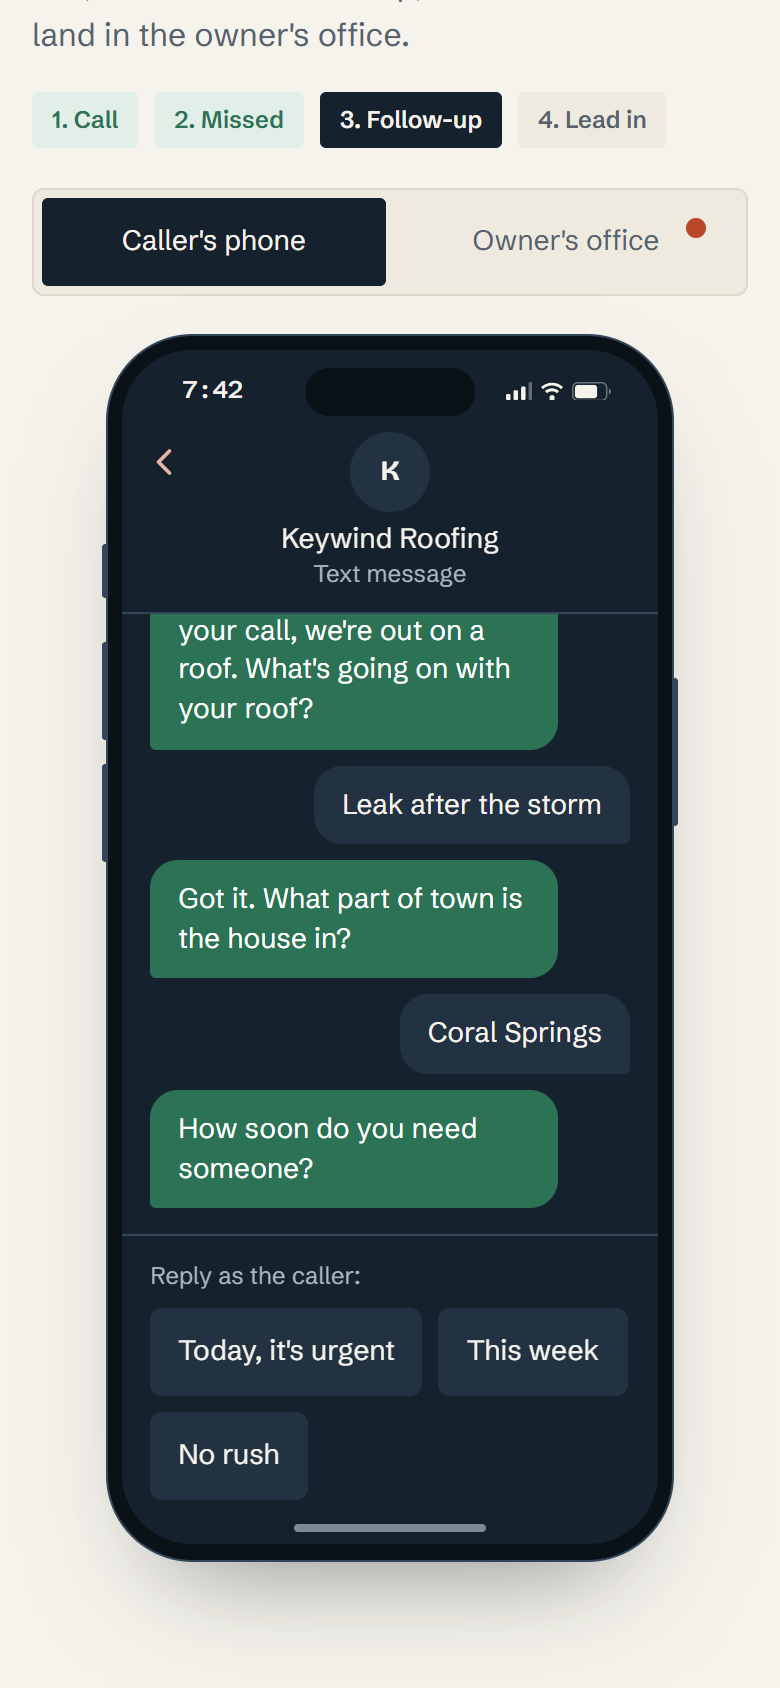 land in the owner's office.
1. Call
2. Missed
3. Follow-up
4. Lead in
Caller's phone
Owner's office
7:42
K
Keywind Roofing
Text message
your call, we're out on a
roof. What's going on with
your roof?
Leak after the storm
Got it. What part of town is
the house in?
Coral Springs
How soon do you need
someone?
Reply as the caller:
Today, it's urgent
This week
No rush